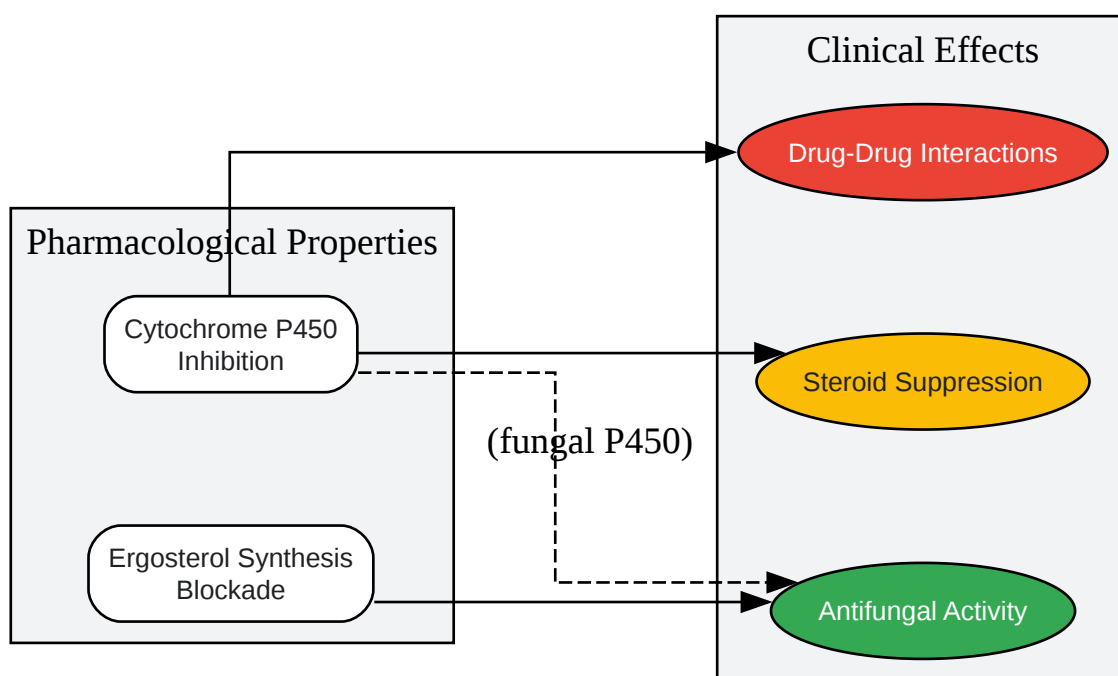 Clinical Effects
Drug-Drug Interactions
Pharmacological Properties
Cytochrome P450
Inhibition
Steroid Suppression
(fungal P450)
Ergosterol Synthesis
Blockade
Antifungal Activity